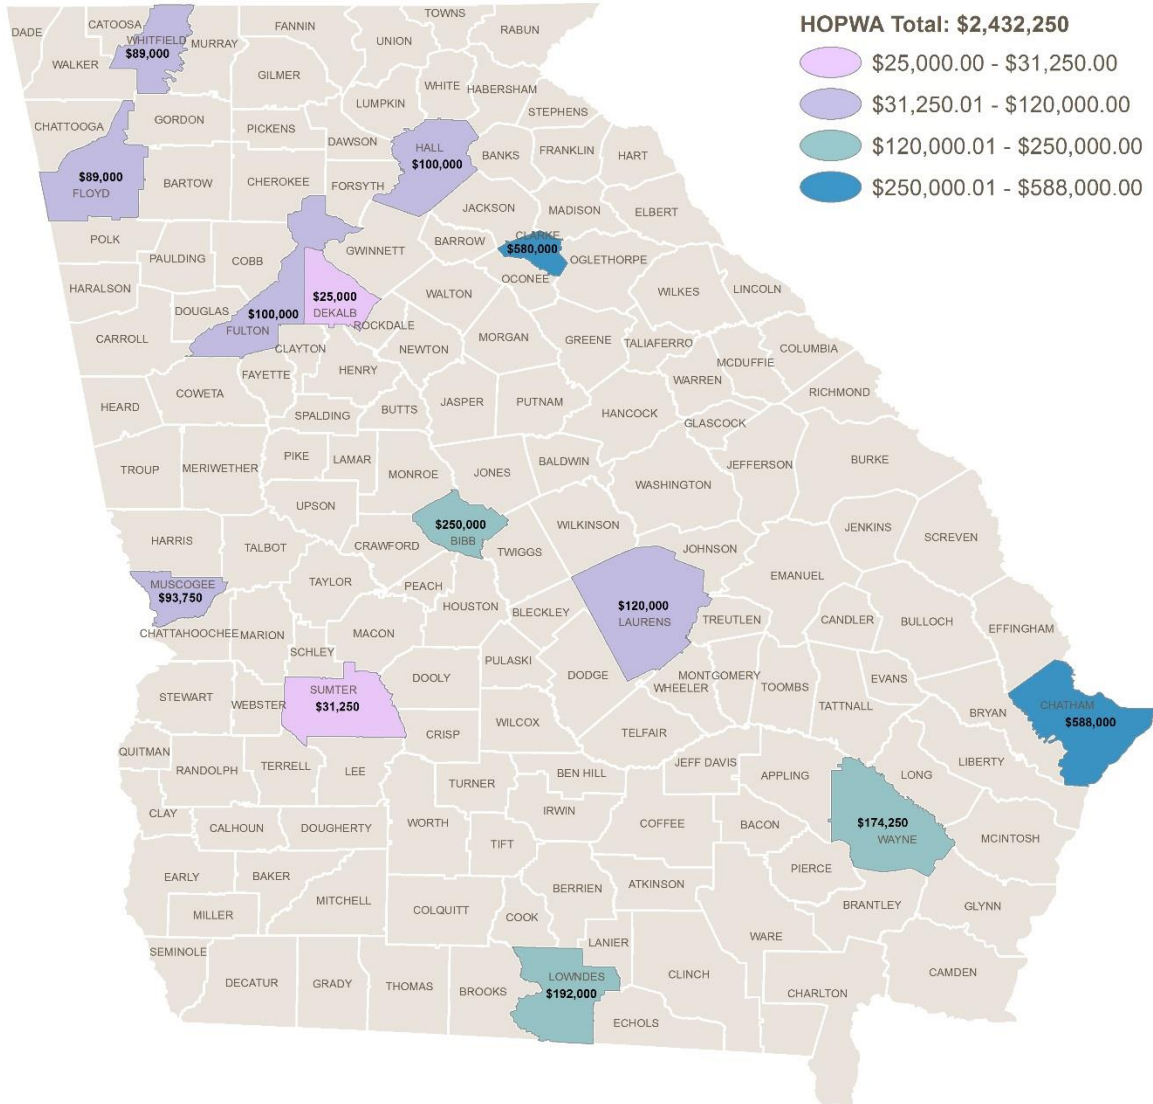 HOPWA Total: $2,432,250
$25,000.00 - $31,250.00
$31,250.01 - $120,000.00
$120,000.01 - $250,000.00
$250,000.01 - $588,000.00
DADE
CATOOSA
WHITFIELD
$89,000
WALKER
MURRAY
FANNIN
UNION
TOWNS
RABUN
GILMER
WHITE
HABERSHAM
LUMPKIN
STEPHENS
CHATTOOGA
GORDON
PICKENS
DAWSON
HALL
$100,000
BANKS
FRANKLIN
HART
$89,000
FLOYD
BARTOW
CHEROKEE
FORSYTH
JACKSON
MADISON
ELBERT
POLK
PAULDING
COBB
GWINNETT
BARROW
CLARKE
$580,000
OGLETHORPE
OCONEE
HARALSON
DOUGLAS
$100,000
FULTON
$25,000
DEKALB
ROCKDALE
WALTON
WILKES
LINCOLN
CARROLL
CLAYTON
NEWTON
MORGAN
GREENE
TALIAFERRO
COLUMBIA
MCDUFFIE
WARREN
RICHMOND
HEARD
COWETA
FAYETTE
HENRY
SPALDING
BUTTS
JASPER
PUTNAM
HANCOCK
GLASCOCK
TROUP
MERIWETHER
PIKE
LAMAR
MONROE
JONES
BALDWIN
WASHINGTON
JEFFERSON
BURKE
UPSON
$250,000
BIBB
WILKINSON
JENKINS
SCREVEN
HARRIS
TALBOT
CRAWFORD
TWIGGS
JOHNSON
MUSCOGEE
$93,750
TAYLOR
PEACH
HOUSTON
BLECKLEY
$120,000
LAURENS
EMANUEL
TREUTLEN
CANDLER
BULLOCH
EFFINGHAM
CHATTAHOOCHEE
MARION
MACON
SCHLEY
PULASKI
DODGE
WHEELER
MONTGOMERY
TOOMBS
EVANS
TATTNALL
STEWART
WEBSTER
SUMTER
$31,250
DOOLY
CRISP
WILCOX
TELFAIR
BRYAN
CHATHAM
$588,000
QUITMAN
RANDOLPH
TERRELL
LEE
TURNER
BEN HILL
JEFF DAVIS
APPLING
LONG
LIBERTY
CLAY
CALHOUN
DOUGHERTY
WORTH
TIFT
IRWIN
COFFEE
BACON
$174,250
WAYNE
MCINTOSH
EARLY
BAKER
MITCHELL
MILLER
COLQUITT
COOK
BERRIEN
ATKINSON
PIERCE
BRANTLEY
GLYNN
SEMINOLE
DECATUR
GRADY
THOMAS
BROOKS
LOWNDES
$192,000
LANIER
ECHOLS
CLINCH
WARE
CHARLTON
CAMDEN